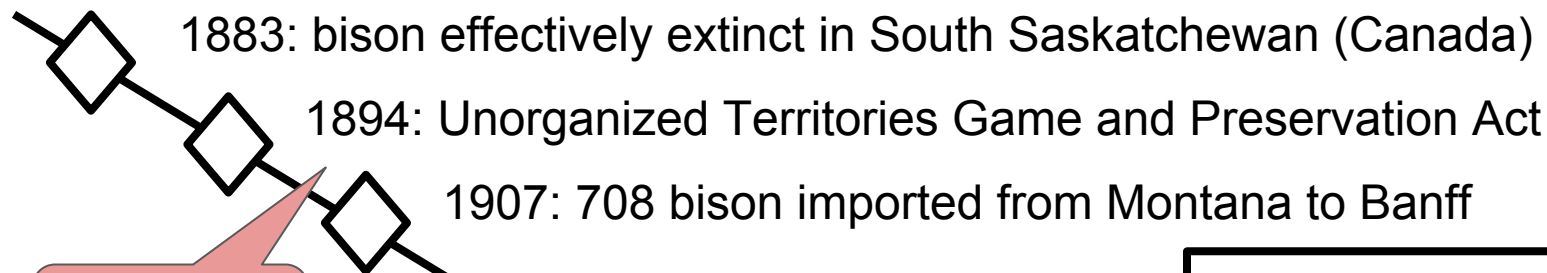 1883: bison effectively extinct in South Saskatchewan (Canada)
1894: Unorganized Territories Game and Preservation Act
1907: 708 bison imported from Montana to Banff